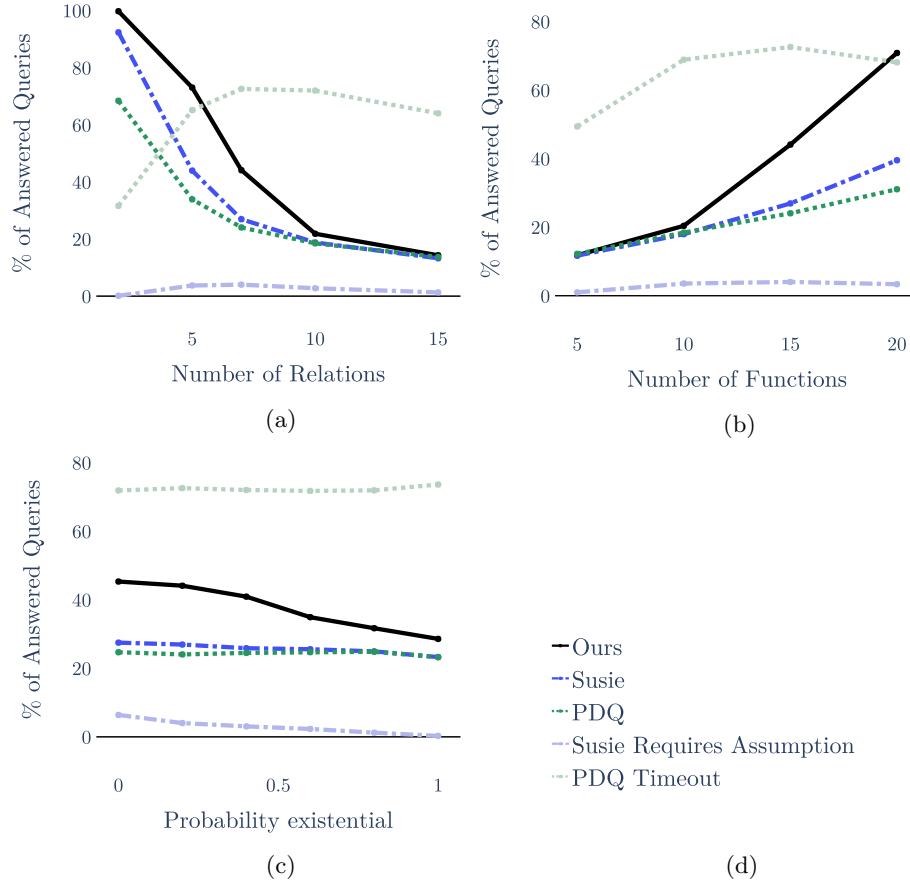 % of Answered Queries
100
80
60
40
20
0
5
10
15
Number of Relations
(a)
% of Answered Queries
80
60
40
20
0
5
10
15
20
Number of Functions
(b)
% of Answered Queries
80
60
40
20
0
0
0.5
1
Probability existential
(c)
Ours
Susie
PDQ
Susie Requires Assumption
PDQ Timeout
(d)